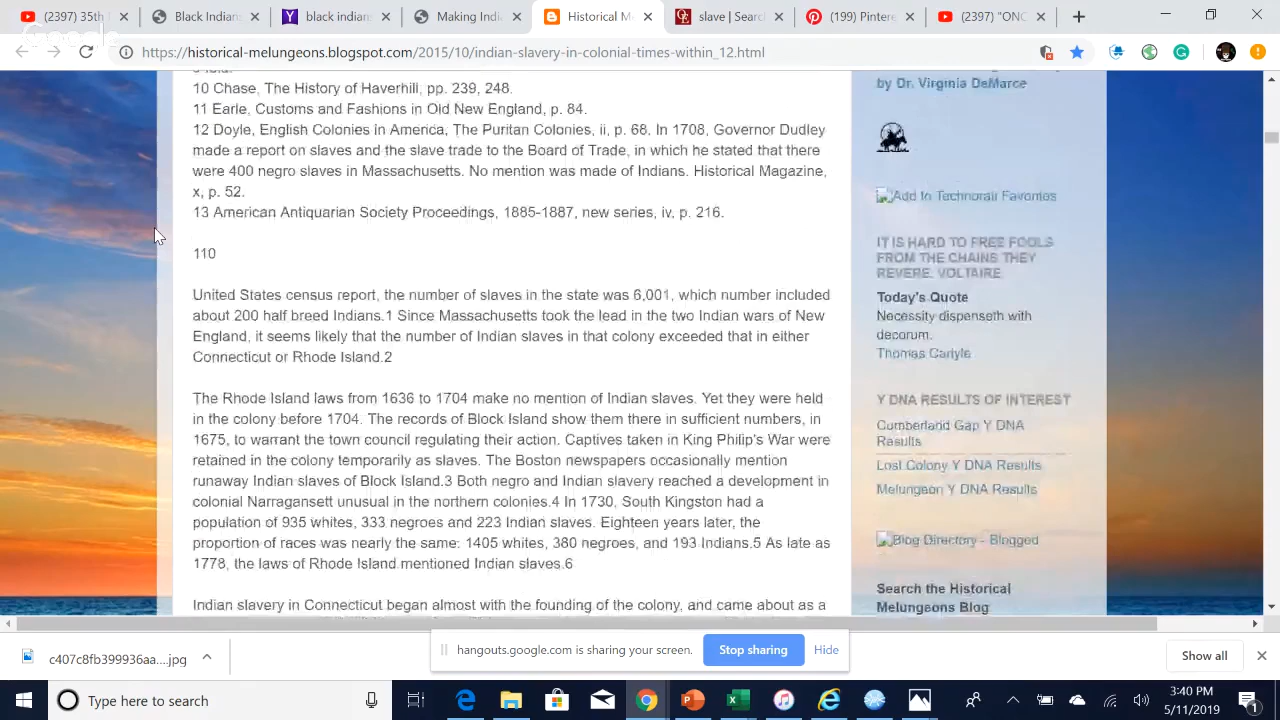 (2397) 35th
Black Indians
black indian
Making Indi
Historical M
slave | Searc
(199) Pintere
(2397) "ONC
https://historical-melungeons.blogspot.com/2015/10/indian-slavery-in-colonial-times-within_12.html
10 Chase, The History of Haverhill, pp. 239, 248.
11 Earle, Customs and Fashions in Old New England, p. 84.
12 Doyle, English Colonies in America, The Puritan Colonies, ii, p. 68. In 1708, Governor Dudley
made a report on slaves and the slave trade to the Board of Trade, in which he stated that there
were 400 negro slaves in Massachusetts. No mention was made of Indians. Historical Magazine,
x, p. 52.
13 American Antiquarian Society Proceedings, 1885-1887, new series, iv, p. 216.
110
United States census report, the number of slaves in the state was 6,001, which number included
about 200 half breed Indians.1 Since Massachusetts took the lead in the two Indian wars of New
England, it seems likely that the number of Indian slaves in that colony exceeded that in either
Connecticut or Rhode Island.2
The Rhode Island laws from 1636 to 1704 make no mention of Indian slaves. Yet they were held
in the colony before 1704. The records of Block Island show them there in sufficient numbers, in
1675, to warrant the town council regulating their action. Captives taken in King Philip's War were
retained in the colony temporarily as slaves. The Boston newspapers occasionally mention
runaway Indian slaves of Block Island.3 Both negro and Indian slavery reached a development in
colonial Narragansett unusual in the northern colonies.4 In 1730, South Kingston had a
population of 935 whites, 333 negroes and 223 Indian slaves. Eighteen years later, the
proportion of races was nearly the same: 1405 whites, 380 negroes, and 193 Indians.5 As late as
1778, the laws of Rhode Island mentioned Indian slaves.6
Indian slavery in Connecticut began almost with the founding of the colony, and came about as a
by Dr. Virginia DeMarce
Add to Technorati Favorites
IT IS HARD TO FREE FOOLS
FROM THE CHAINS THEY
REVERE. VOLTAIRE.
Today's Quote
Necessity dispenseth with
decorum.
Thomas Carlyle
Y DNA RESULTS OF INTEREST
Cumberland Gap Y DNA
Results
Lost Colony Y DNA Results
Melungeon Y DNA Results
Blog Directory - Blogged
Search the Historical
Melungeons Blog
hangouts.google.com is sharing your screen.
Stop sharing
Hide
c407c8fb399936aa....jpg
Show all
Type here to search
3:40 PM
5/11/2019